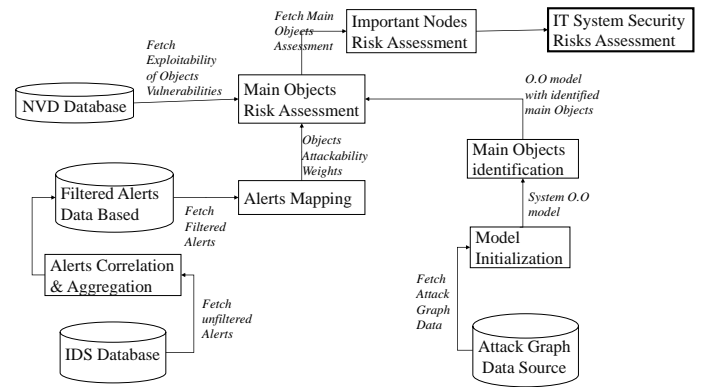 Fetch Main
Objects
Assessment
Important Nodes
Risk Assessment
IT System Security
Risks Assessment
Fetch
Exploitability
of Objects
Vulnerabilities
NVD Database
Main Objects
Risk Assessment
O.O model
with identified
main Objects
Objects
Attackability
Weights
Main Objects
identification
Filtered Alerts
Data Based
Fetch
Filtered
Alerts
Alerts Mapping
System O.O
model
Model
Initialization
Alerts Correlation
& Aggregation
Fetch
unfiltered
Alerts
Fetch
Attack
Graph
Data
IDS Database
Attack Graph
Data Source